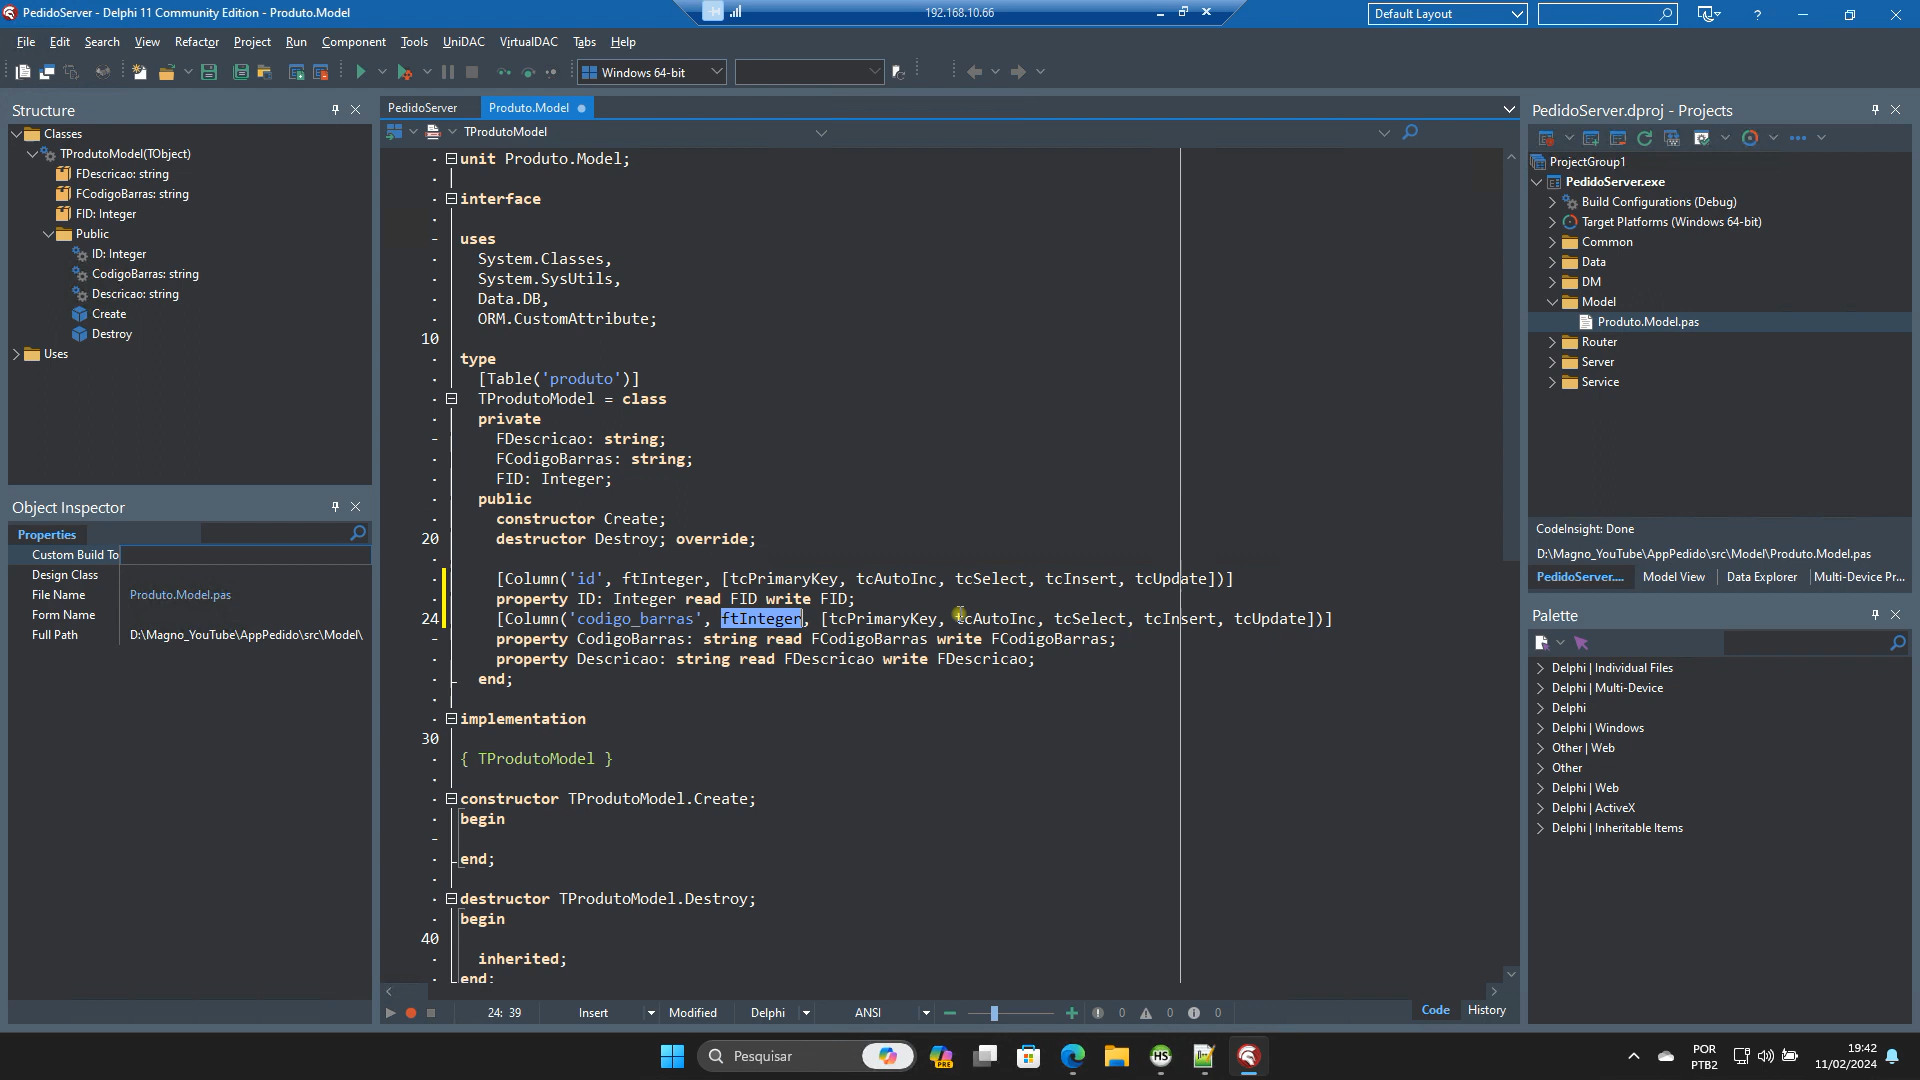 PedidoServer - Delphi 11 Community Edition - Produto.Model
192.168.10.66
Default Layout
File Edit Search View Refactor Project Run Component Tools UniDAC VirtualDAC Tabs Help
Windows 64-bit
Structure
Classes
TProdutoModel(TObject)
FDescricao: string
FCodigoBarras: string
FID: Integer
Public
ID: Integer
CodigoBarras: string
Descricao: string
Create
Destroy
Uses
Object Inspector
Properties
Custom Build To
Design Class
File Name Produto.Model.pas
Form Name
Full Path D:\Magno_YouTube\AppPedido\src\Model\
PedidoServer Produto.Model
TProdutoModel
unit Produto.Model;
interface
uses
System.Classes,
System.SysUtils,
Data.DB,
ORM.CustomAttribute;
10
type
[Table('produto')]
TProdutoModel = class
private
FDescricao: string;
FCodigoBarras: string;
FID: Integer;
public
constructor Create;
20 destructor Destroy; override;
[Column('id', ftInteger, [tcPrimaryKey, tcAutoInc, tcSelect, tcInsert, tcUpdate])]
property ID: Integer read FID write FID;
24 [Column('codigo_barras', ftInteger, [tcPrimaryKey, tcAutoInc, tcSelect, tcInsert, tcUpdate])]
property CodigoBarras: string read FCodigoBarras write FCodigoBarras;
property Descricao: string read FDescricao write FDescricao;
end;
implementation
30
{ TProdutoModel }
constructor TProdutoModel.Create;
begin
end;
destructor TProdutoModel.Destroy;
begin
40
inherited;
end;
24: 39 Insert Modified Delphi ANSI 0 0 0 Code History
PedidoServer.dproj - Projects
ProjectGroup1
PedidoServer.exe
Build Configurations (Debug)
Target Platforms (Windows 64-bit)
Common
Data
DM
Model
Produto.Model.pas
Router
Server
Service
CodeInsight: Done
D:\Magno_YouTube\AppPedido\src\Model\Produto.Model.pas
PedidoServer.... Model View Data Explorer Multi-Device Pr...
Palette
Delphi | Individual Files
Delphi | Multi-Device
Delphi
Delphi | Windows
Other | Web
Other
Delphi | Web
Delphi | ActiveX
Delphi | Inheritable Items
Pesquisar
PRE
HS
POR
PTB2
19:42
11/02/2024